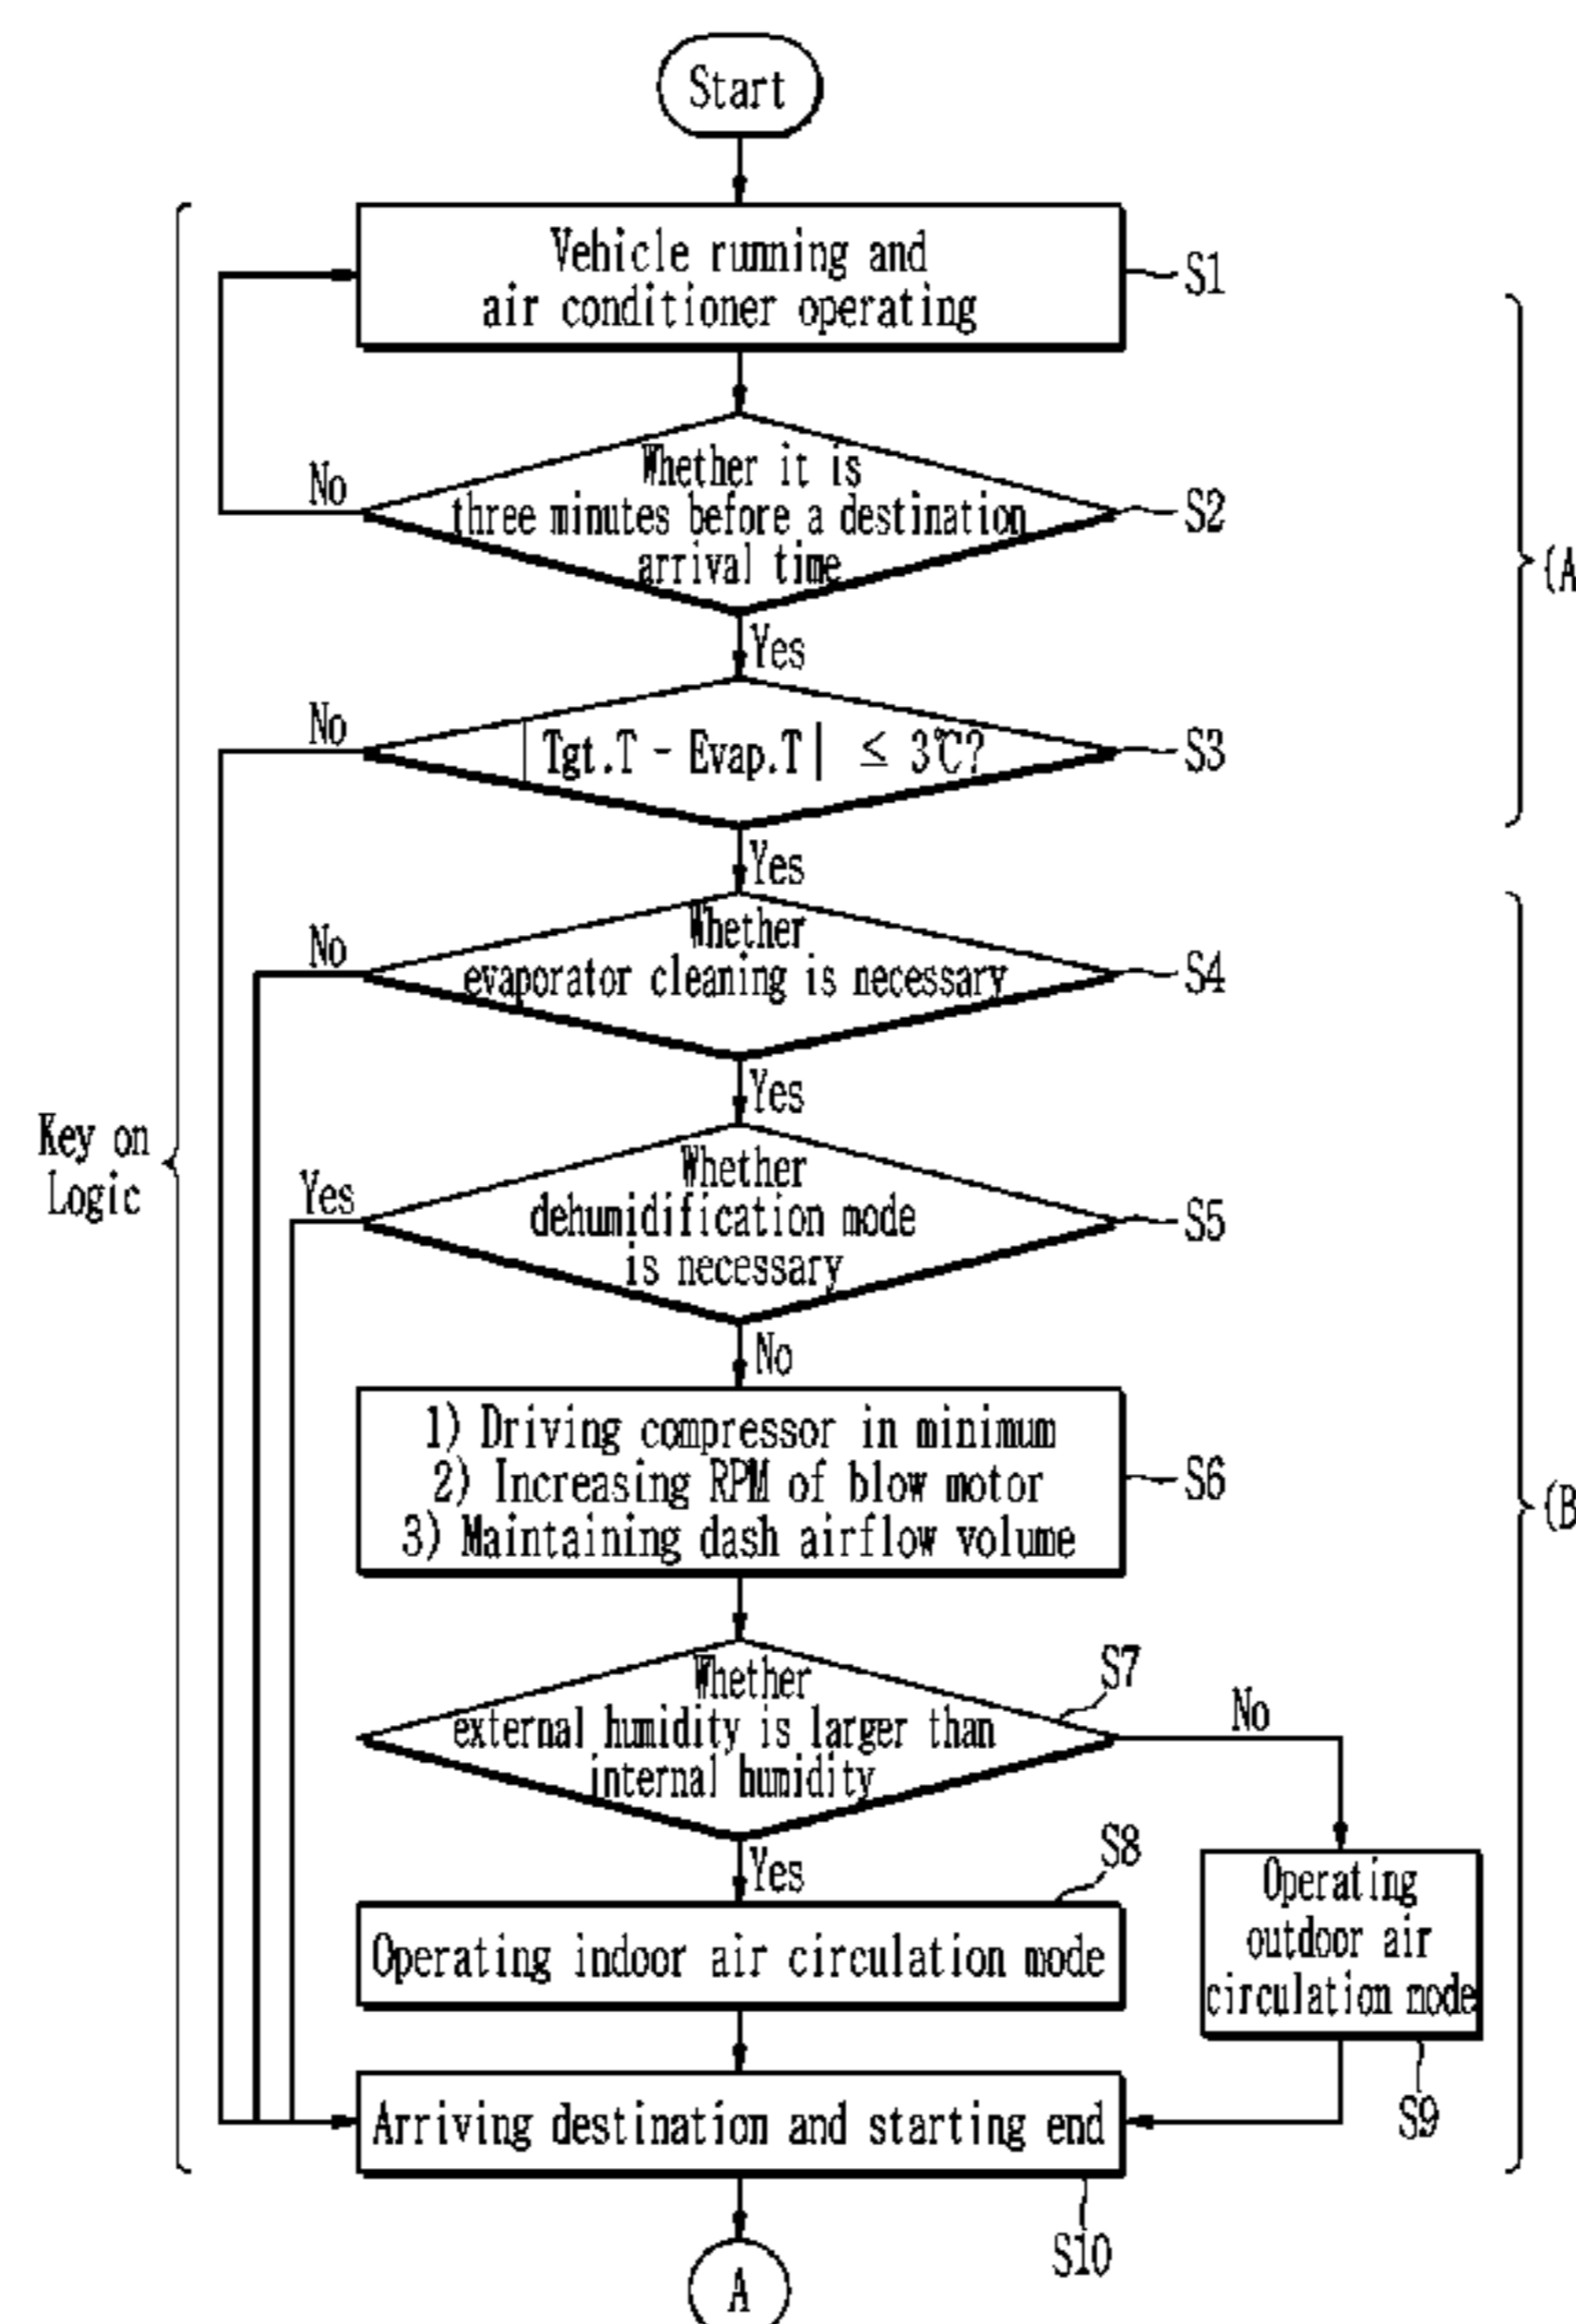 Start
Vehicle running and
air conditioner operating
S1
No
Whether it is
three minutes before a destination
arrival time
S2
(A
Yes
No
|Tgt.T - Evap.T| ≤ 3℃?
S3
Yes
No
Whether
evaporator cleaning is necessary
S4
Yes
Key on
Logic
Yes
Whether
dehumidification mode
is necessary
S5
No
1) Driving compressor in minimum
2) Increasing RPM of blow motor
3) Maintaining dash airflow volume
S6
(B
Whether
external humidity is larger than
internal humidity
S7
No
Yes
S8
Operating indoor air circulation mode
Operating
outdoor air
circulation mode
S9
Arriving destination and starting end
S10
A